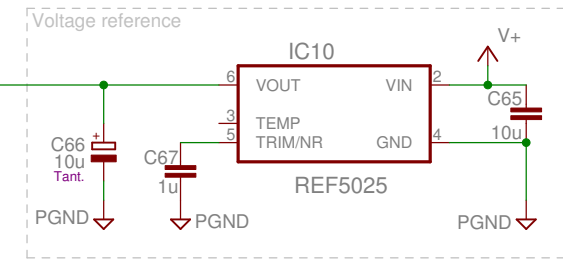 Voltage reference
IC10
V+
6
VOUT
VIN
2
C65
10u
3
TEMP
5
TRIM/NR
GND
4
C66
10u
Tant.
C67
1u
REF5025
PGND
PGND
PGND
+